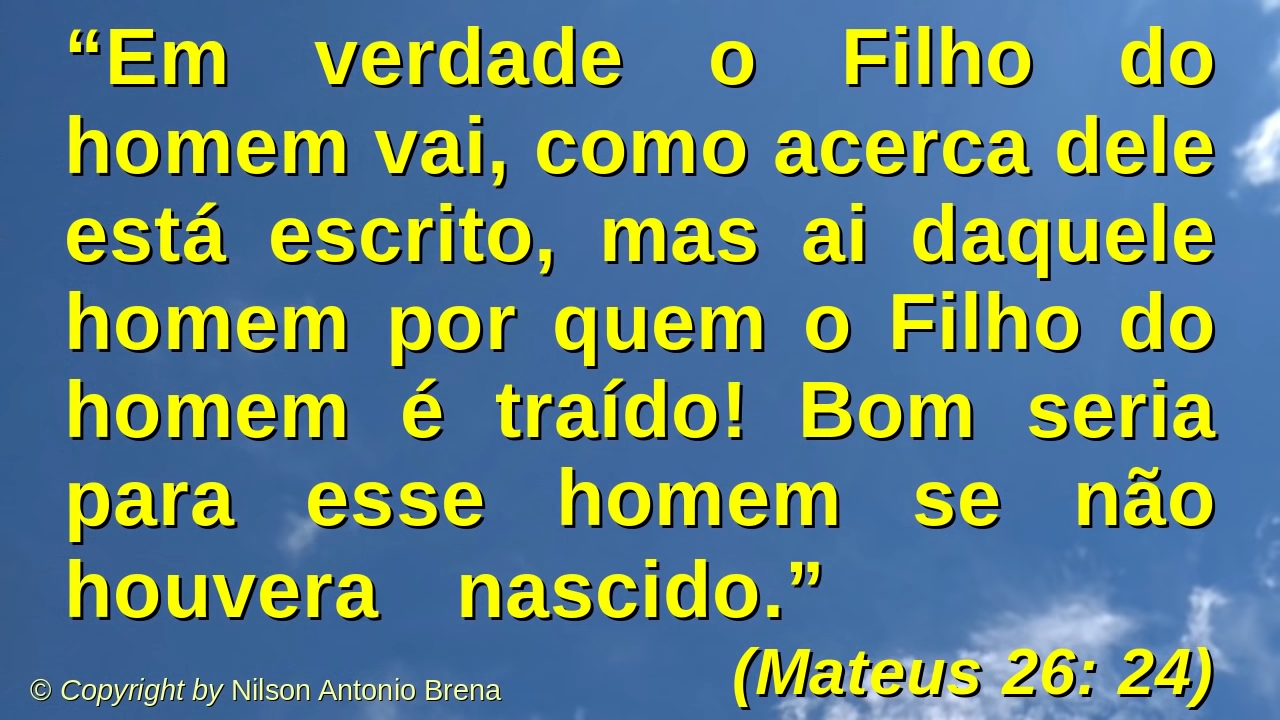 “Em verdade o Filho do
homem vai, como acerca dele
está escrito, mas ai daquele
homem por quem o Filho do
homem é traído! Bom seria
para esse homem se não
houvera nascido.”
(Mateus 26: 24)
© Copyright by Nilson Antonio Brena